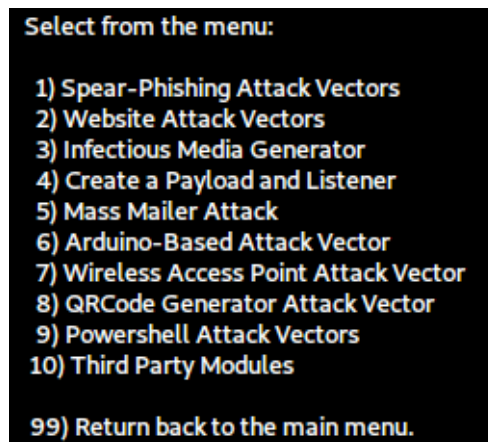 Select from the menu:
1) Spear-Phishing Attack Vectors
2) Website Attack Vectors
3) Infectious Media Generator
4) Create a Payload and Listener
5) Mass Mailer Attack
6) Arduino-Based Attack Vector
7) Wireless Access Point Attack Vector
8) QRCode Generator Attack Vector
9) Powershell Attack Vectors
10) Third Party Modules
99) Return back to the main menu.